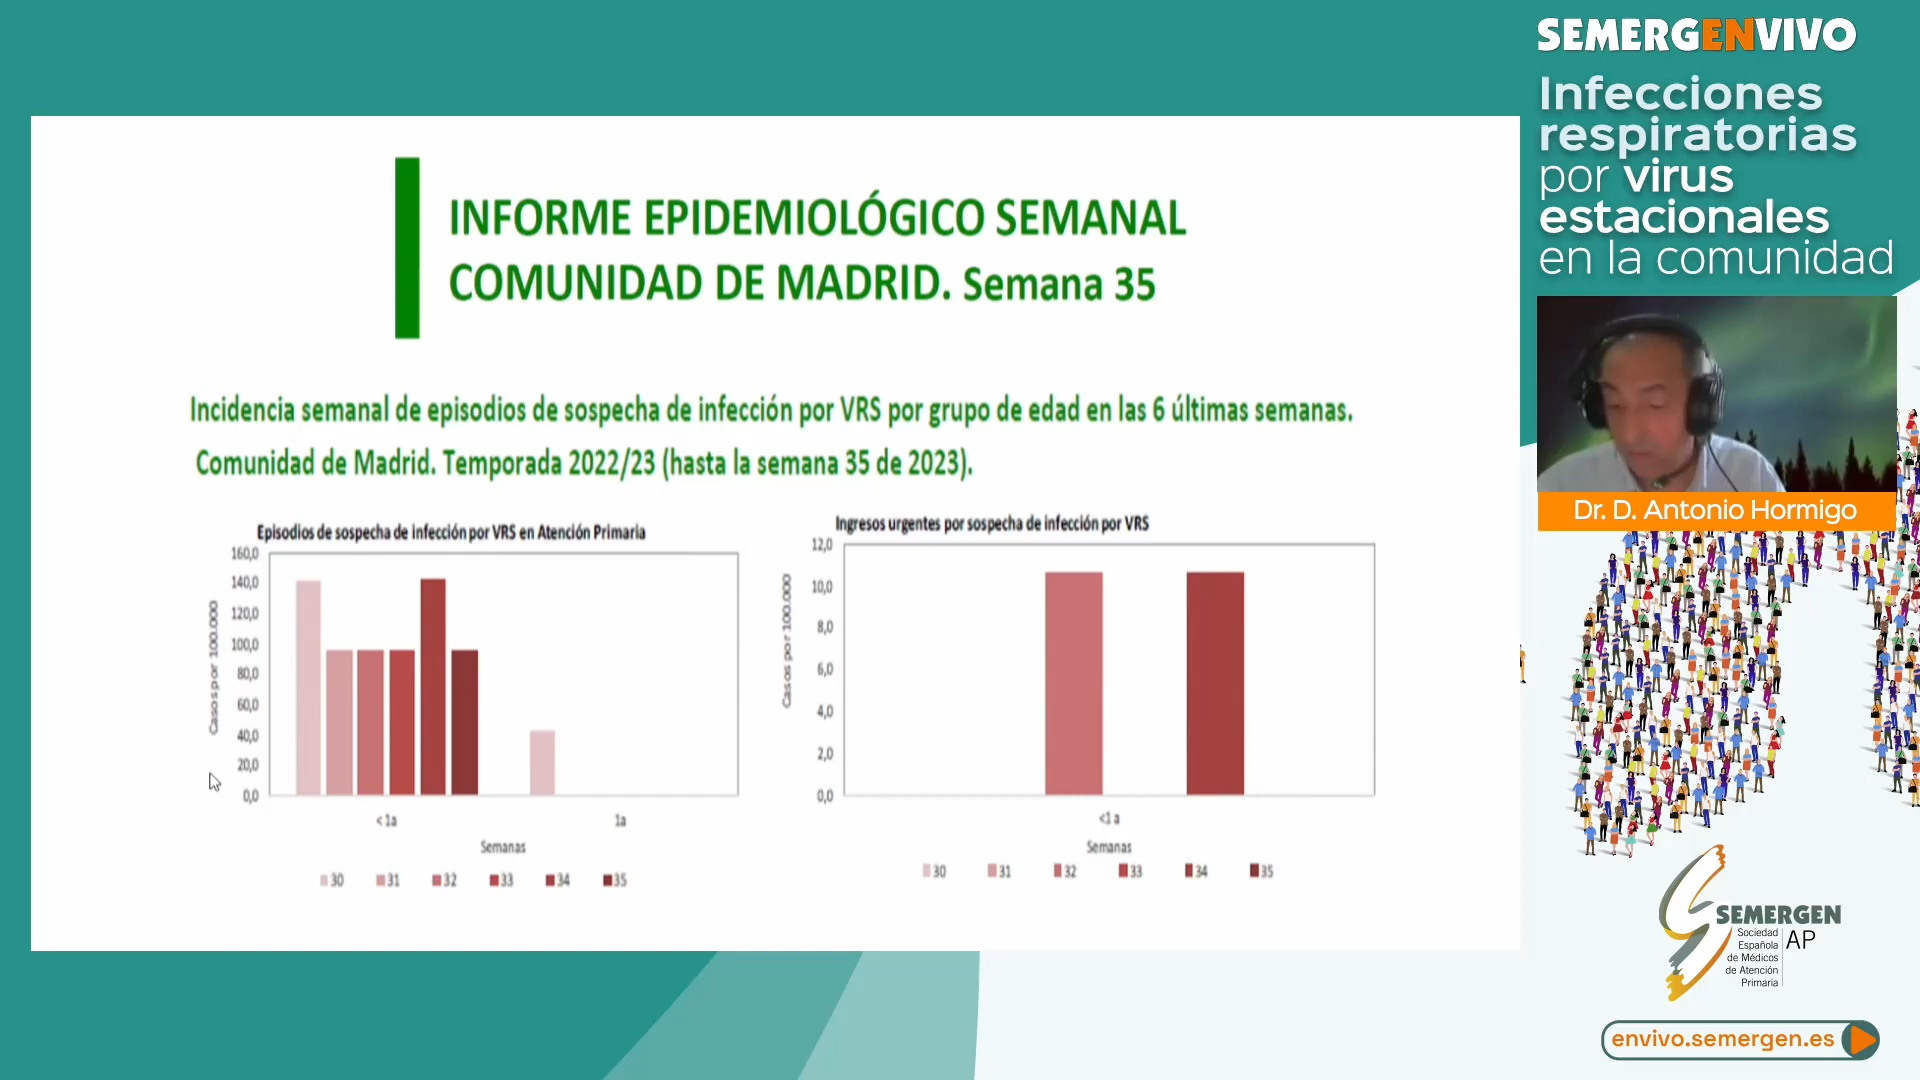 INFORME EPIDEMIOLÓGICO SEMANAL
COMUNIDAD DE MADRID. Semana 35
Incidencia semanal de episodios de sospecha de infección por VRS por grupo de edad en las 6 últimas semanas.
Comunidad de Madrid. Temporada 2022/23 (hasta la semana 35 de 2023).
Episodios de sospecha de infección por VRS en Atención Primaria
Casos por 100.000
160,0
140,0
120,0
100,0
80,0
60,0
40,0
20,0
0,0
< 1a
1a
Semanas
30 31 32 33 34 35
Ingresos urgentes por sospecha de infección por VRS
Casos por 100.000
12,0
10,0
8,0
6,0
4,0
2,0
0,0
<1 a
Semanas
30 31 32 33 34 35
SEMERGENVIVO
Infecciones
respiratorias
por virus
estacionales
en la comunidad
Dr. D. Antonio Hormigo
SEMERGEN
Sociedad
Española
de Médicos
de Atención
Primaria
AP
envivo.semergen.es